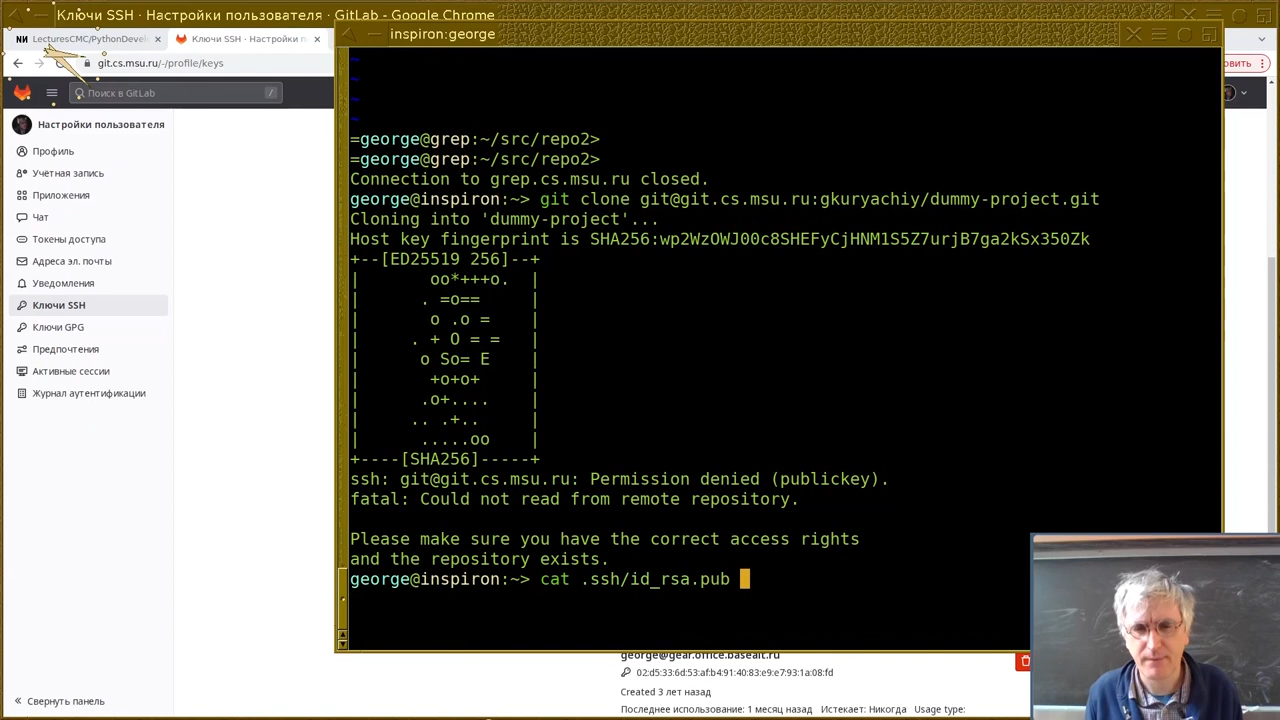 Ключи SSH · Настройки пользователя · GitLab - Google Chrome
LecturesCMC/PythonDevel
Ключи SSH · Настройки п
inspiron:george
git.cs.msu.ru/-/profile/keys
овить
Поиск в GitLab
/
Настройки пользователя
Профиль
Учётная запись
Приложения
Чат
Токены доступа
Адреса эл. почты
Уведомления
Ключи SSH
Ключи GPG
Предпочтения
Активные сессии
Журнал аутентификации
Свернуть панель
~
~
~
~
=george@grep:~/src/repo2>
=george@grep:~/src/repo2>
Connection to grep.cs.msu.ru closed.
george@inspiron:~> git clone git@git.cs.msu.ru:gkuryachiy/dummy-project.git
Cloning into 'dummy-project'...
Host key fingerprint is SHA256:wp2WzOWJ00c8SHEFyCjHNM1S5Z7urjB7ga2kSx350Zk
+--[ED25519 256]--+
|       oo*+++o.  |
|      . =o==     |
|       o .o =    |
|     . + O = =   |
|      o So= E    |
|       +o+o+     |
|      .o+....    |
|     .. .+..     |
|      .....oo    |
+----[SHA256]-----+
ssh: git@git.cs.msu.ru: Permission denied (publickey).
fatal: Could not read from remote repository.
Please make sure you have the correct access rights
and the repository exists.
george@inspiron:~> cat .ssh/id_rsa.pub
george@gear.office.basealt.ru
02:d5:33:6d:53:af:b4:91:40:83:e9:e7:93:1a:08:fd
Created 3 лет назад
Последнее использование: 1 месяц назад Истекает: Никогда Usage type: